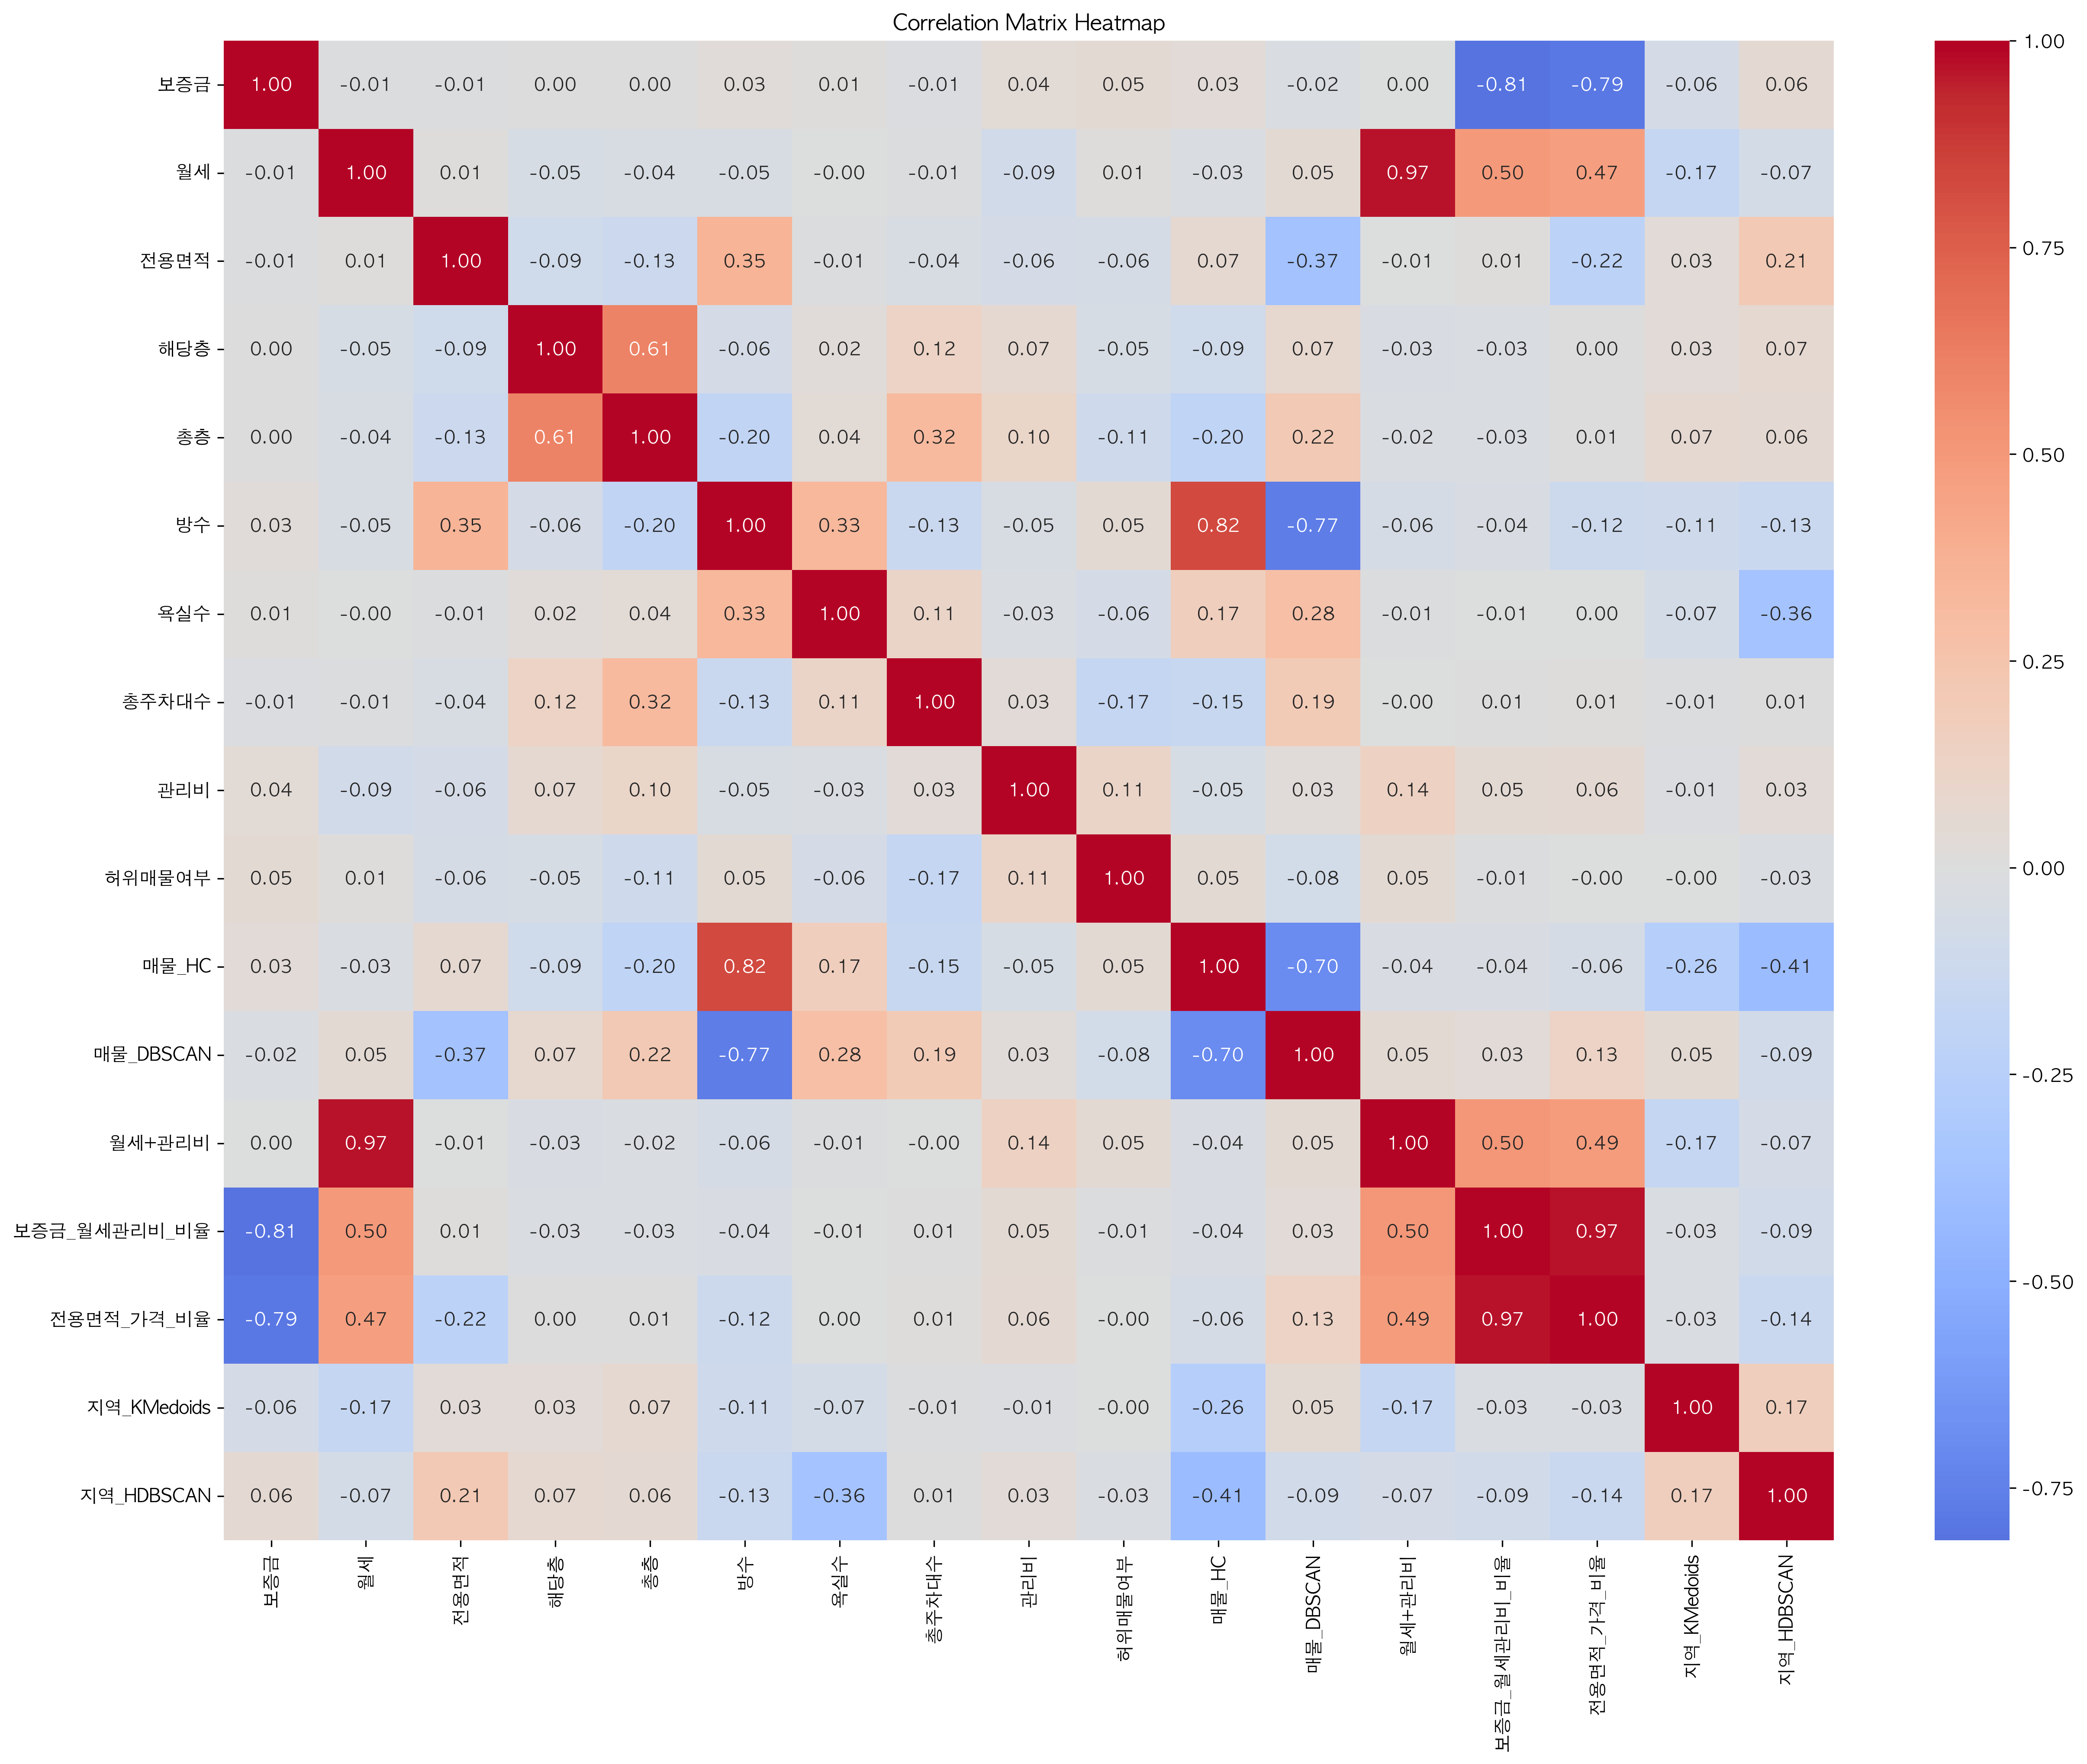 Correlation Matrix Heatmap
보증금 1.00 -0.01 -0.01 0.00 0.00 0.03 0.01 -0.01 0.04 0.05 0.03 -0.02 0.00 -0.81 -0.79 -0.06 0.06
월세 -0.01 1.00 0.01 -0.05 -0.04 -0.05 -0.00 -0.01 -0.09 0.01 -0.03 0.05 0.97 0.50 0.47 -0.17 -0.07
전용면적 -0.01 0.01 1.00 -0.09 -0.13 0.35 -0.01 -0.04 -0.06 -0.06 0.07 -0.37 -0.01 0.01 -0.22 0.03 0.21
해당층 0.00 -0.05 -0.09 1.00 0.61 -0.06 0.02 0.12 0.07 -0.05 -0.09 0.07 -0.03 -0.03 0.00 0.03 0.07
총층 0.00 -0.04 -0.13 0.61 1.00 -0.20 0.04 0.32 0.10 -0.11 -0.20 0.22 -0.02 -0.03 0.01 0.07 0.06
방수 0.03 -0.05 0.35 -0.06 -0.20 1.00 0.33 -0.13 -0.05 0.05 0.82 -0.77 -0.06 -0.04 -0.12 -0.11 -0.13
욕실수 0.01 -0.00 -0.01 0.02 0.04 0.33 1.00 0.11 -0.03 -0.06 0.17 0.28 -0.01 -0.01 0.00 -0.07 -0.36
총주차대수 -0.01 -0.01 -0.04 0.12 0.32 -0.13 0.11 1.00 0.03 -0.17 -0.15 0.19 -0.00 0.01 0.01 -0.01 0.01
관리비 0.04 -0.09 -0.06 0.07 0.10 -0.05 -0.03 0.03 1.00 0.11 -0.05 0.03 0.14 0.05 0.06 -0.01 0.03
허위매물여부 0.05 0.01 -0.06 -0.05 -0.11 0.05 -0.06 -0.17 0.11 1.00 0.05 -0.08 0.05 -0.01 -0.00 -0.00 -0.03
매물_HC 0.03 -0.03 0.07 -0.09 -0.20 0.82 0.17 -0.15 -0.05 0.05 1.00 -0.70 -0.04 -0.04 -0.06 -0.26 -0.41
매물_DBSCAN -0.02 0.05 -0.37 0.07 0.22 -0.77 0.28 0.19 0.03 -0.08 -0.70 1.00 0.05 0.03 0.13 0.05 -0.09
월세+관리비 0.00 0.97 -0.01 -0.03 -0.02 -0.06 -0.01 -0.00 0.14 0.05 -0.04 0.05 1.00 0.50 0.49 -0.17 -0.07
보증금_월세관리비_비율 -0.81 0.50 0.01 -0.03 -0.03 -0.04 -0.01 0.01 0.05 -0.01 -0.04 0.03 0.50 1.00 0.97 -0.03 -0.09
전용면적_가격_비율 -0.79 0.47 -0.22 0.00 0.01 -0.12 0.00 0.01 0.06 -0.00 -0.06 0.13 0.49 0.97 1.00 -0.03 -0.14
지역_KMedoids -0.06 -0.17 0.03 0.03 0.07 -0.11 -0.07 -0.01 -0.01 -0.00 -0.26 0.05 -0.17 -0.03 -0.03 1.00 0.17
지역_HDBSCAN 0.06 -0.07 0.21 0.07 0.06 -0.13 -0.36 0.01 0.03 -0.03 -0.41 -0.09 -0.07 -0.09 -0.14 0.17 1.00
보증금
월세
전용면적
해당층
총층
방수
욕실수
총주차대수
관리비
허위매물여부
매물_HC
매물_DBSCAN
월세+관리비
보증금_월세관리비_비율
전용면적_가격_비율
지역_KMedoids
지역_HDBSCAN
1.00
0.75
0.50
0.25
0.00
-0.25
-0.50
-0.75